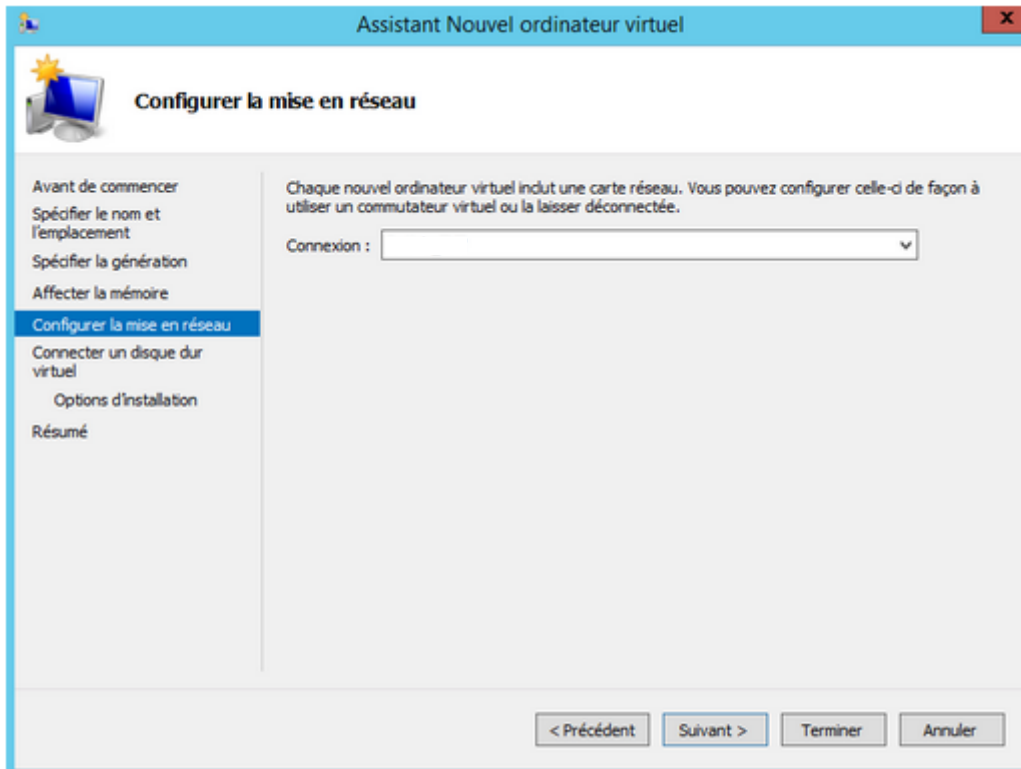 Assistant Nouvel ordinateur virtuel
x
Configurer la mise en réseau
Avant de commencer
Spécifier le nom et
l'emplacement
Spécifier la génération
Affecter la mémoire
Configurer la mise en réseau
Connecter un disque dur
virtuel
Options d'installation
Résumé
Chaque nouvel ordinateur virtuel inclut une carte réseau. Vous pouvez configurer celle-ci de façon à
utiliser un commutateur virtuel ou la laisser déconnectée.
Connexion :
< Précédent
Suivant >
Terminer
Annuler